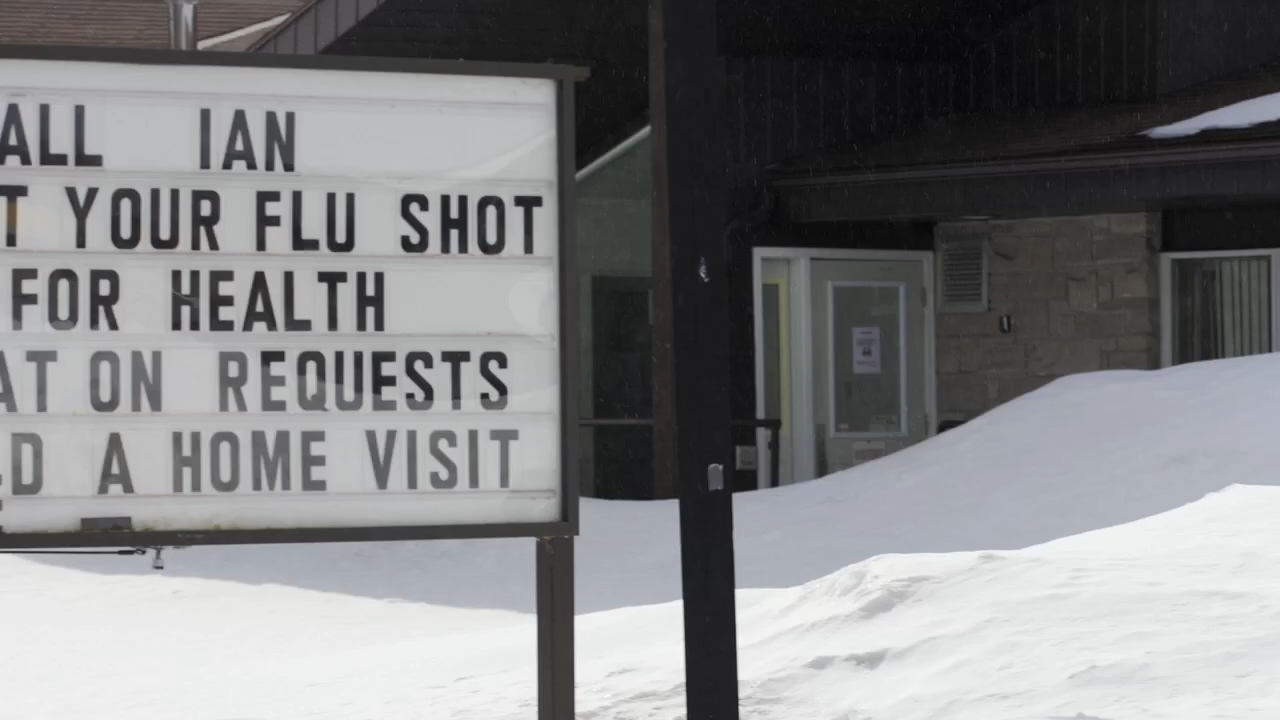 ALL IAN
T YOUR FLU SHOT
FOR HEALTH
AT ON REQUESTS
D A HOME VISIT